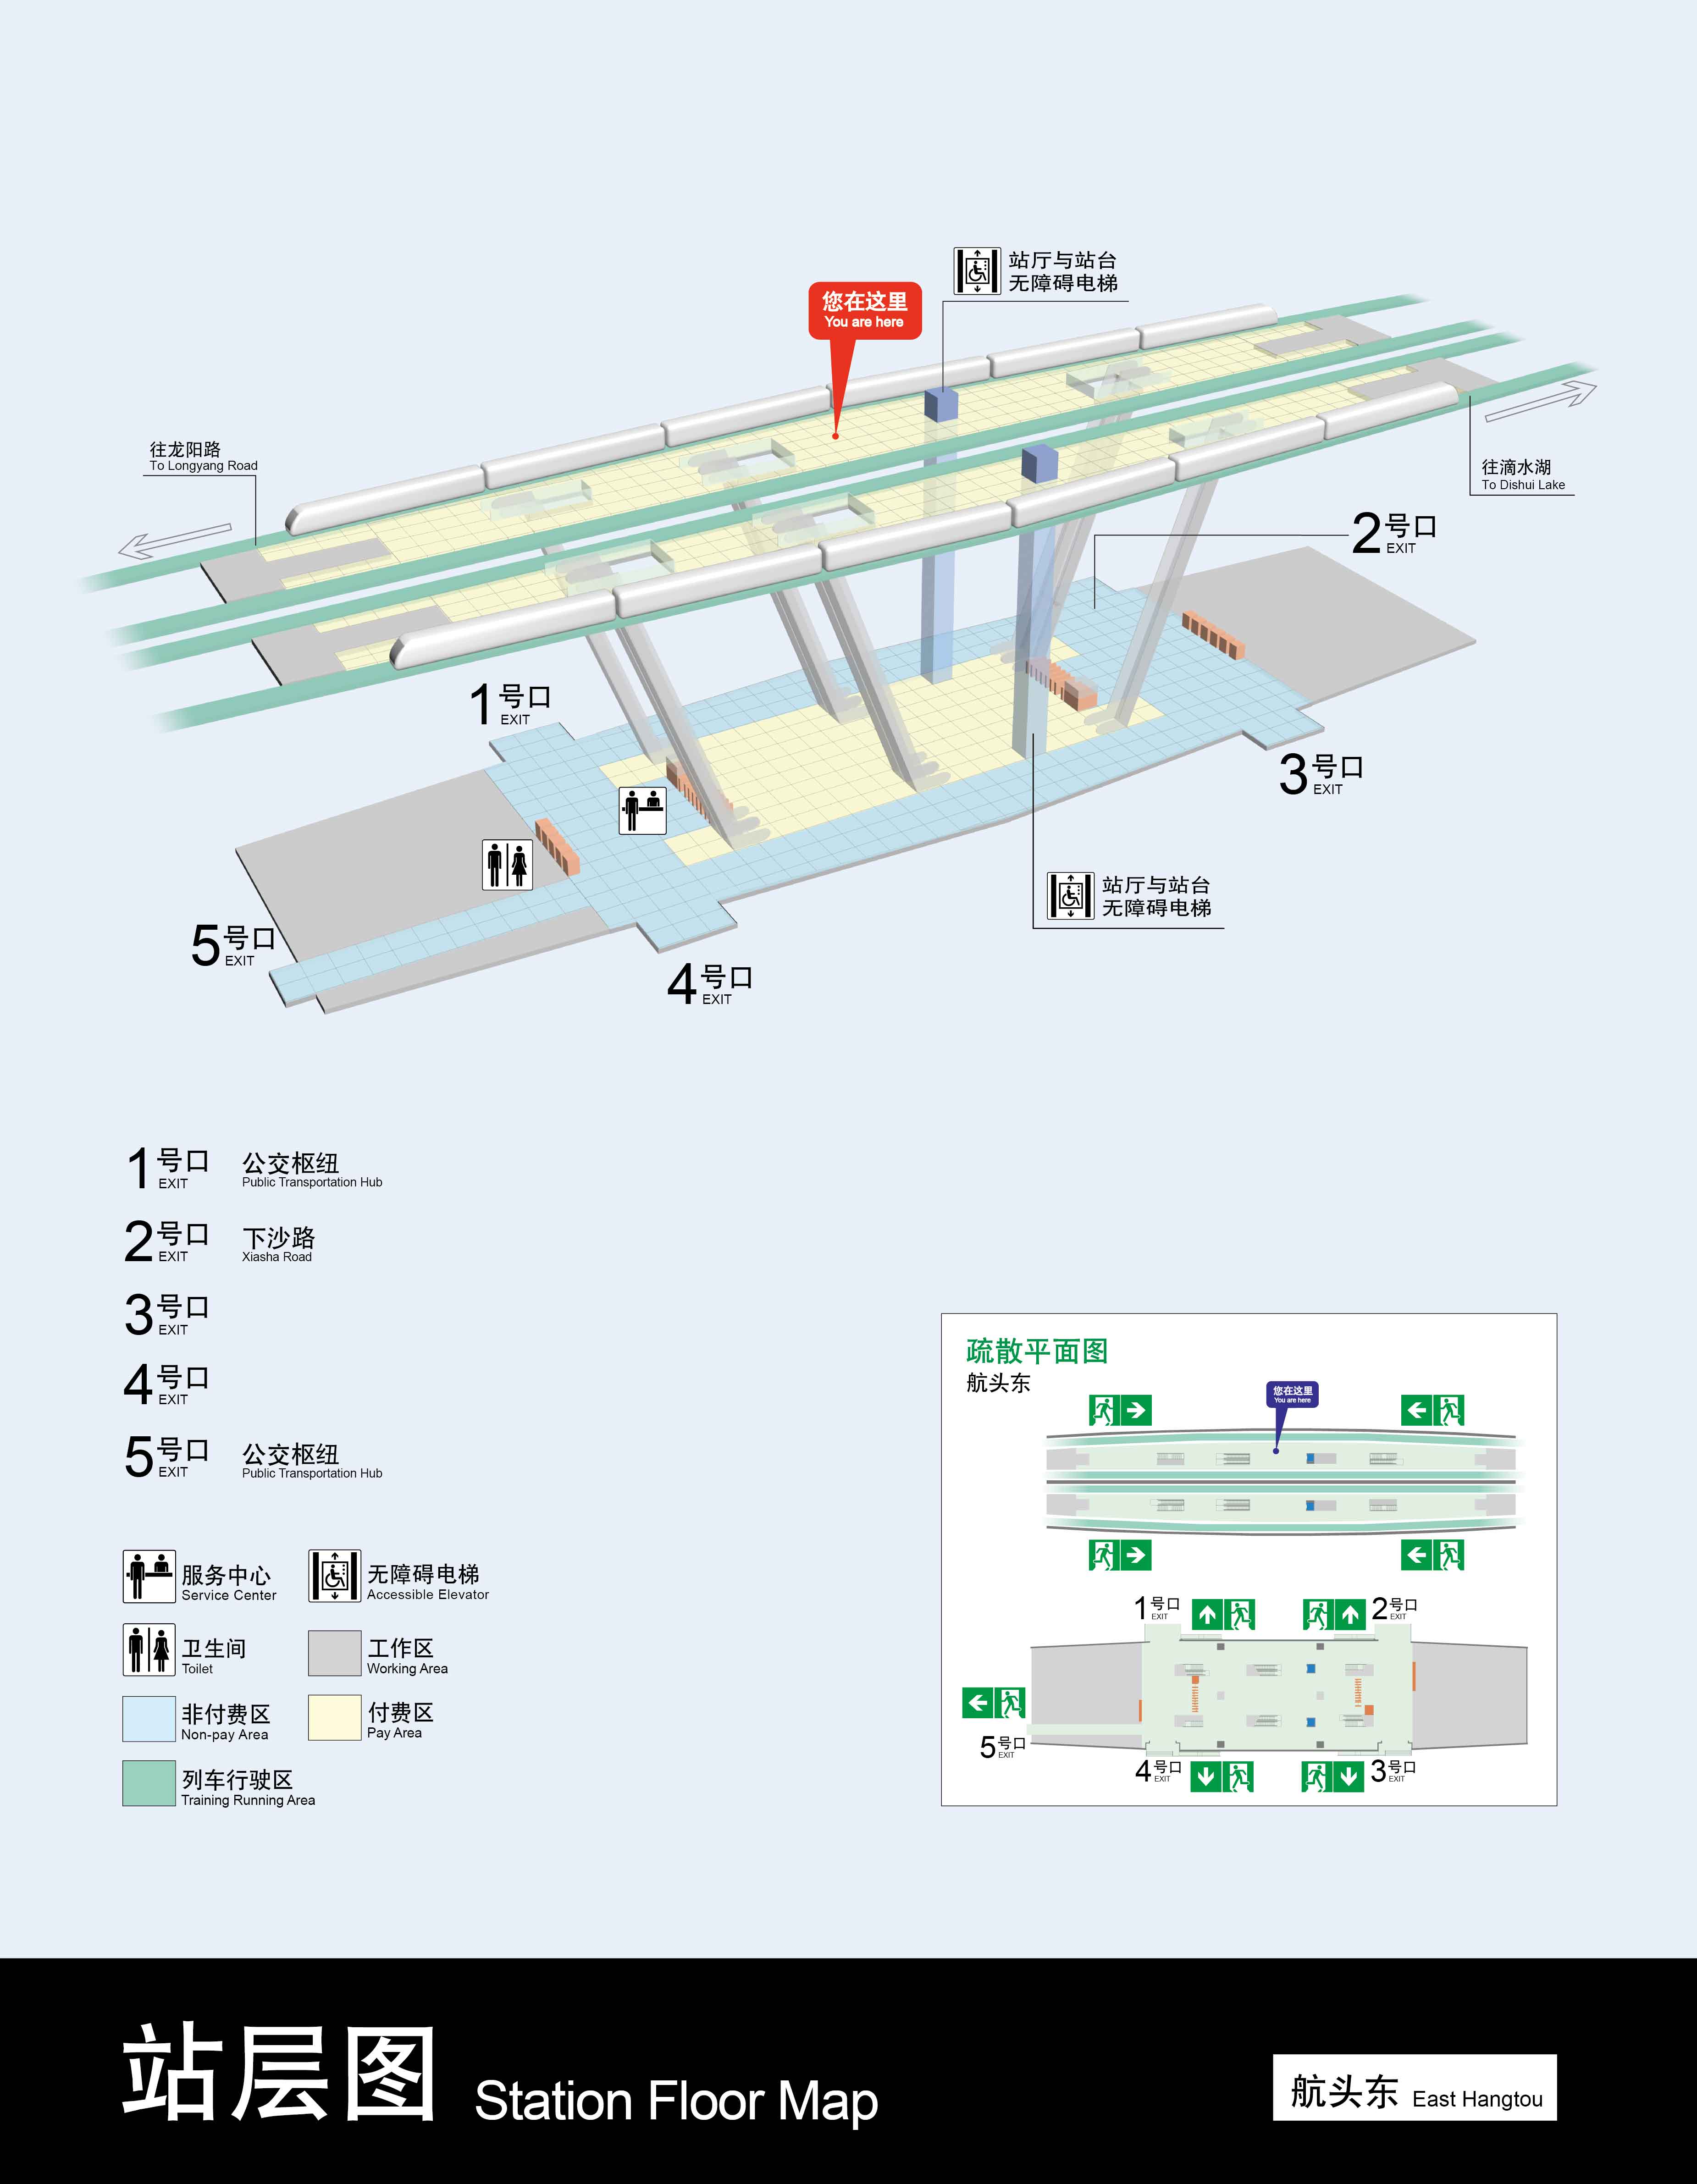 站厅与站台
无障碍电梯
您在这里
You are here
往龙阳路
To Longyang Road
往滴水湖
To Dishui Lake
2号口
EXIT
1号口
EXIT
3号口
EXIT
站厅与站台
无障碍电梯
5号口
EXIT
4号口
EXIT
1号口
EXIT
公交枢纽
Public Transportation Hub
2号口
EXIT
下沙路
Xiasha Road
3号口
EXIT
4号口
EXIT
5号口
EXIT
公交枢纽
Public Transportation Hub
服务中心
Service Center
无障碍电梯
Accessible Elevator
卫生间
Toilet
工作区
Working Area
非付费区
Non-pay Area
付费区
Pay Area
列车行驶区
Training Running Area
疏散平面图
航头东
您在这里
You are here
1号口
EXIT
2号口
EXIT
5号口
EXIT
4号口
EXIT
3号口
EXIT
站层图 Station Floor Map
航头东 East Hangtou